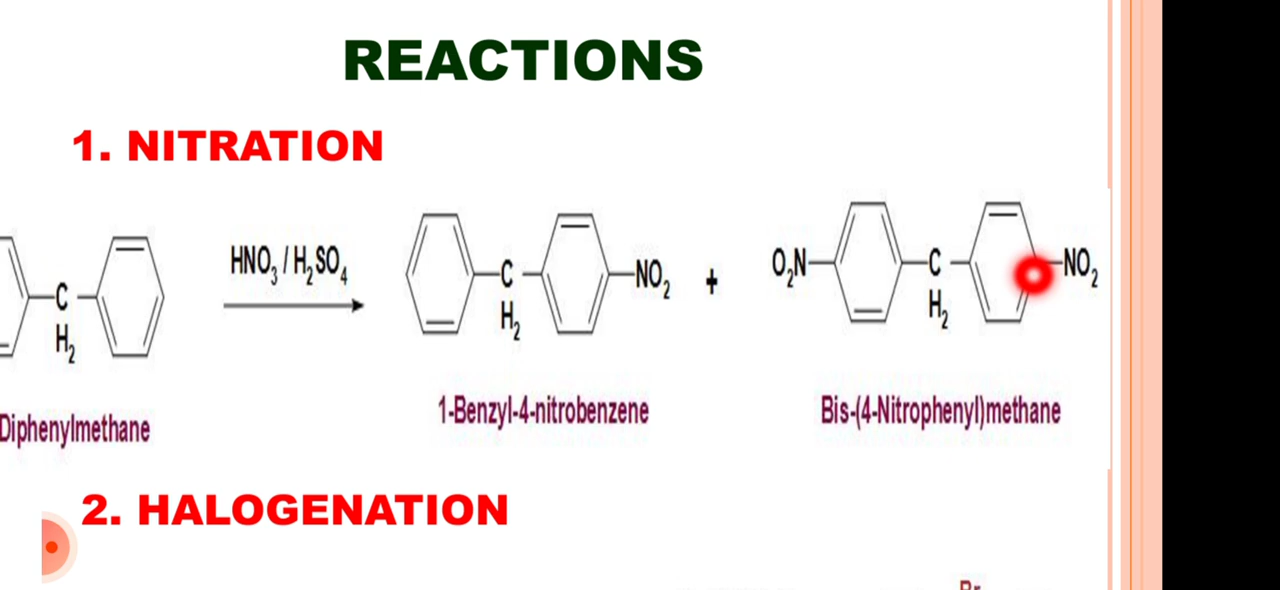 REACTIONS
1. NITRATION
C
H2
HNO3 / H2SO4
C
H2
NO2
+
O2N
C
H2
NO2
Diphenylmethane
1-Benzyl-4-nitrobenzene
Bis-(4-Nitrophenyl)methane
2. HALOGENATION